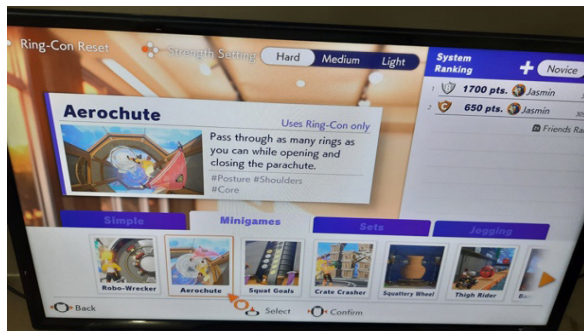 Ring-Con Reset
Strength Setting
Hard
Medium
Light
System
Ranking
Novice
1 1700 pts. Jasmin
2 C 650 pts. Jasmin
Friends Ra
Aerochute
Uses Ring-Con only
Pass through as many rings as
you can while opening and
closing the parachute.
#Posture #Shoulders
#Core
Simple
Minigames
Sets
Jogging
Robo-Wrecker
Aerochute
Squat Goals
Crate Crasher
Squattery Wheel
Thigh Rider
Back
Select
Confirm